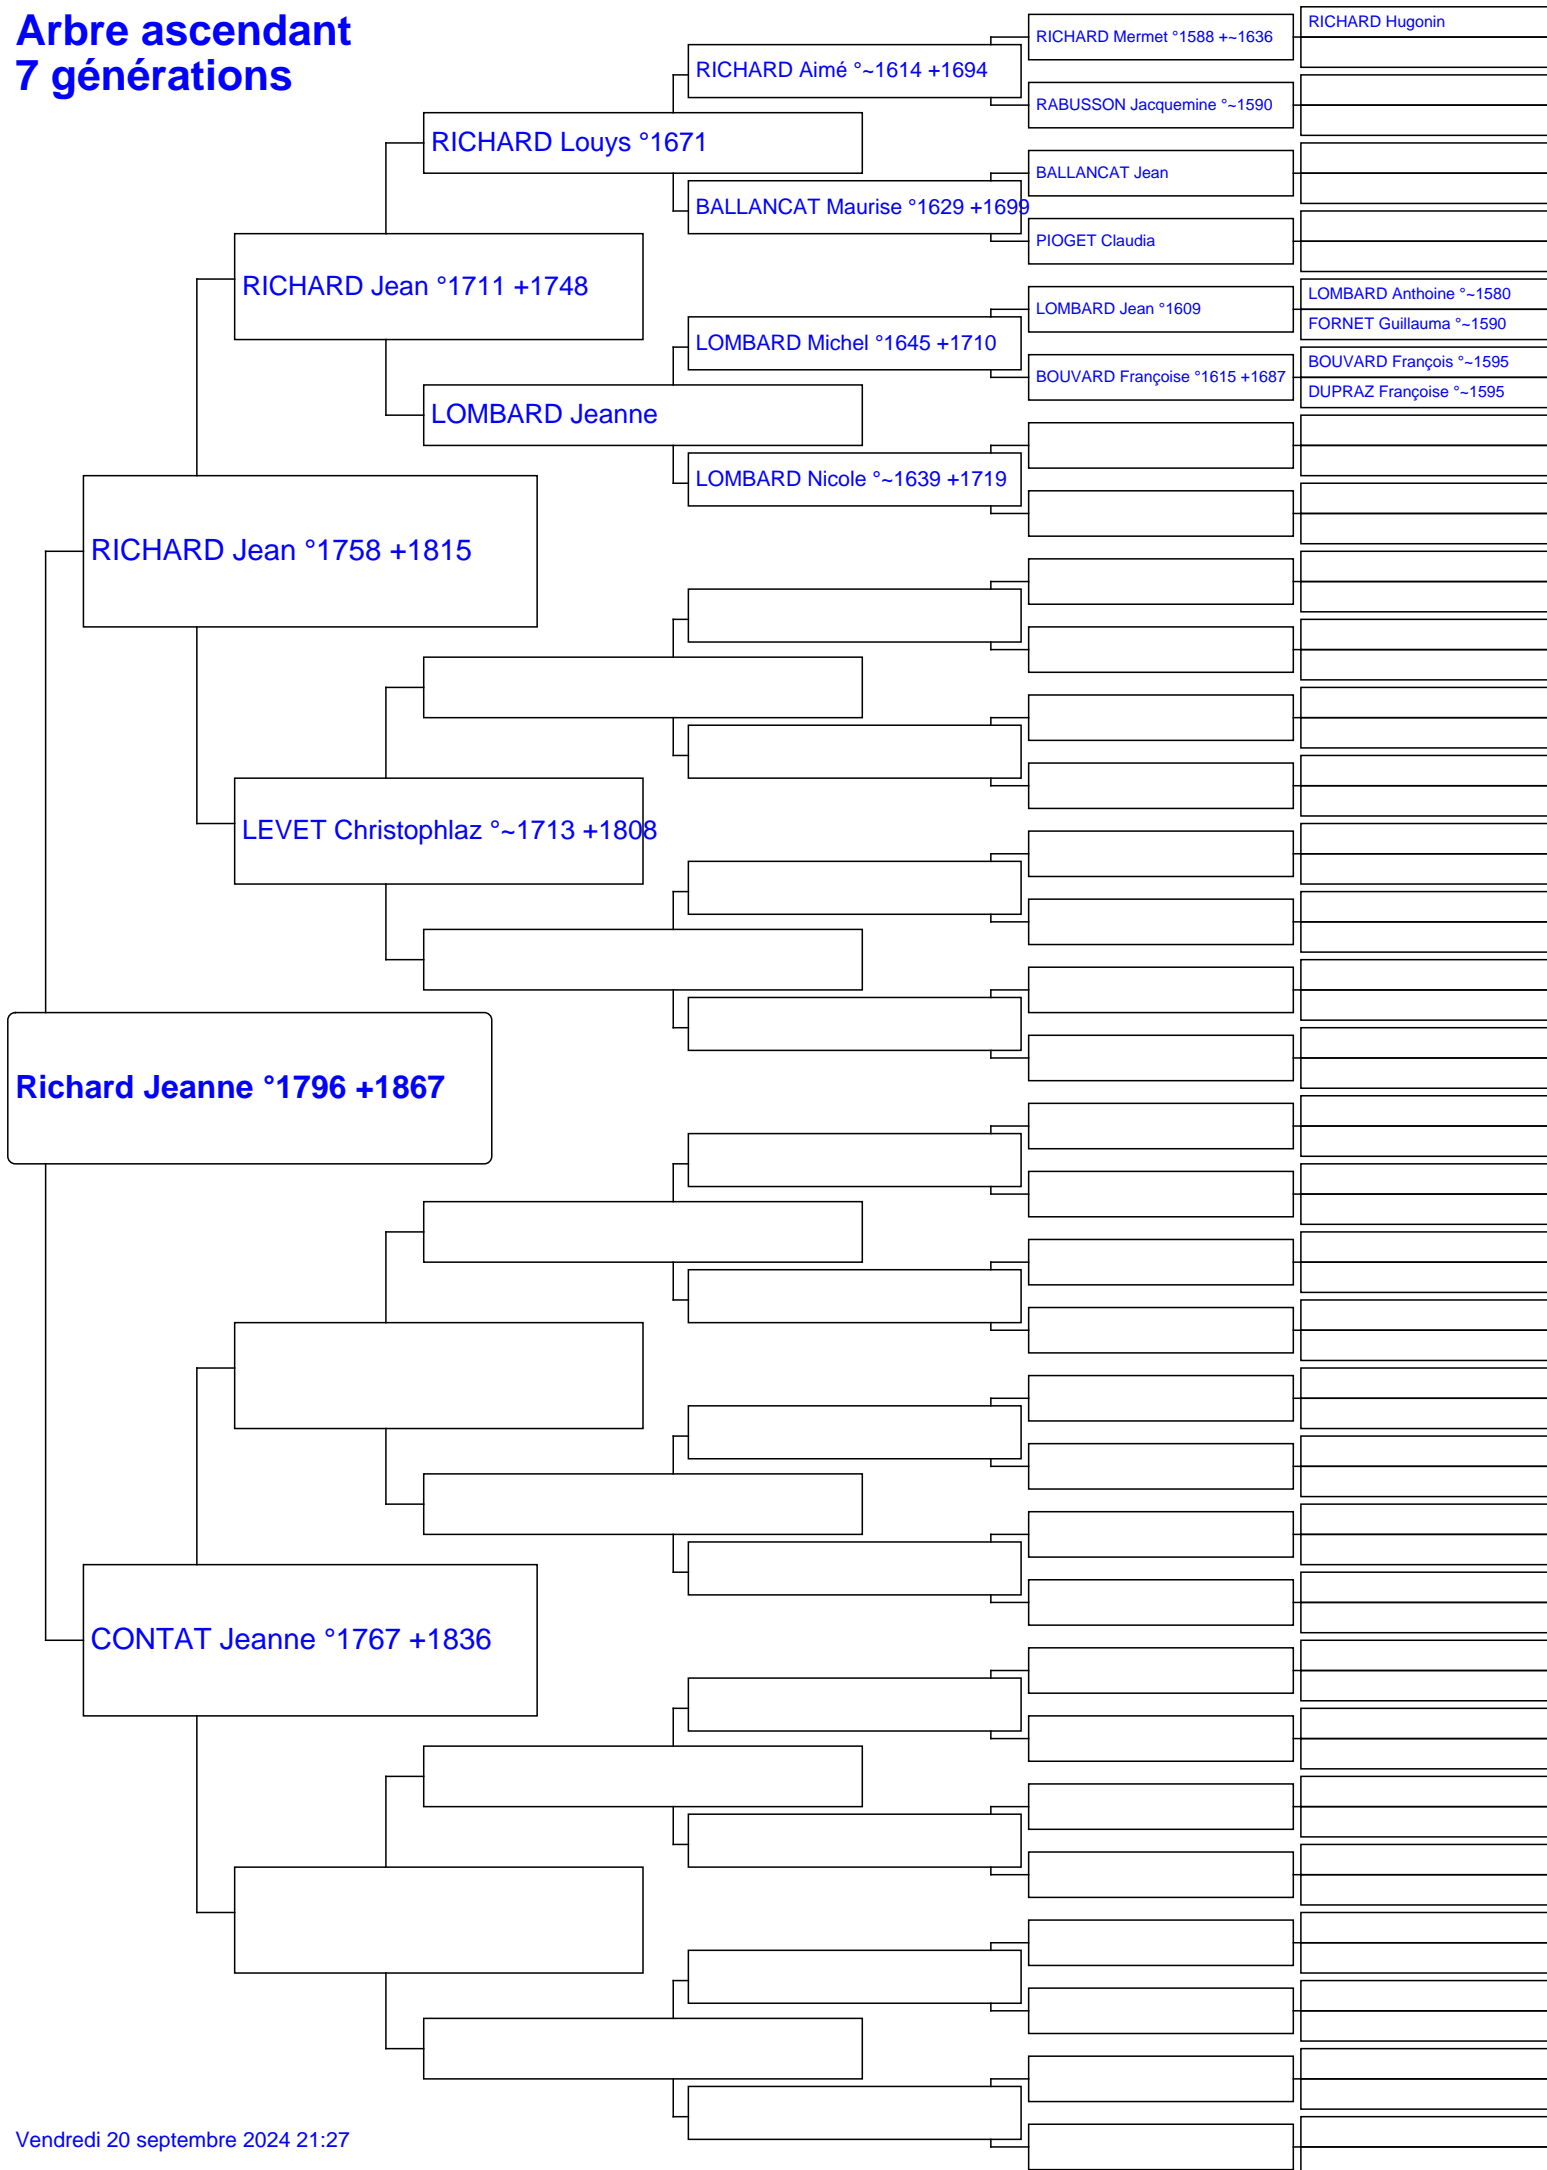 Arbre ascendant
7 générations
RICHARD Hugonin
RICHARD Mermet °1588 +~1636
RICHARD Aimé °~1614 +1694
RABUSSON Jacquemine °~1590
RICHARD Louys °1671
BALLANCAT Jean
BALLANCAT Maurise °1629 +1699
PIOGET Claudia
RICHARD Jean °1711 +1748
LOMBARD Anthoine °~1580
LOMBARD Jean °1609
FORNET Guillauma °~1590
LOMBARD Michel °1645 +1710
BOUVARD François °~1595
BOUVARD Françoise °1615 +1687
DUPRAZ Françoise °~1595
LOMBARD Jeanne
LOMBARD Nicole °~1639 +1719
RICHARD Jean °1758 +1815
LEVET Christophlaz °~1713 +1808
Richard Jeanne °1796 +1867
CONTAT Jeanne °1767 +1836
Vendredi 20 septembre 2024 21:27